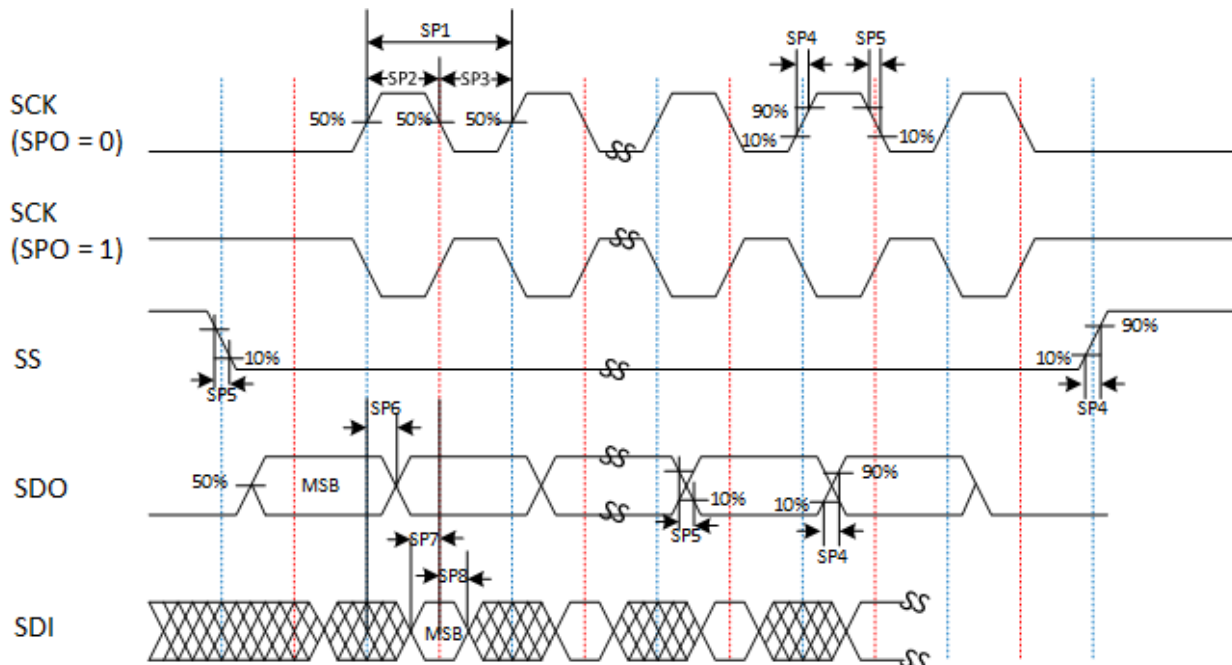 SP1
SP4 SP5
SP2 SP3
SCK
(SPO = 0)
50% 50% 50% 90% 10% 10%
SCK
(SPO = 1)
SS
10% 10% 90%
SP5 SP4
SP6
SDO
50% MSB 10% 10% 90%
SP5 SP4
SP7
SP8
SDI
MSB